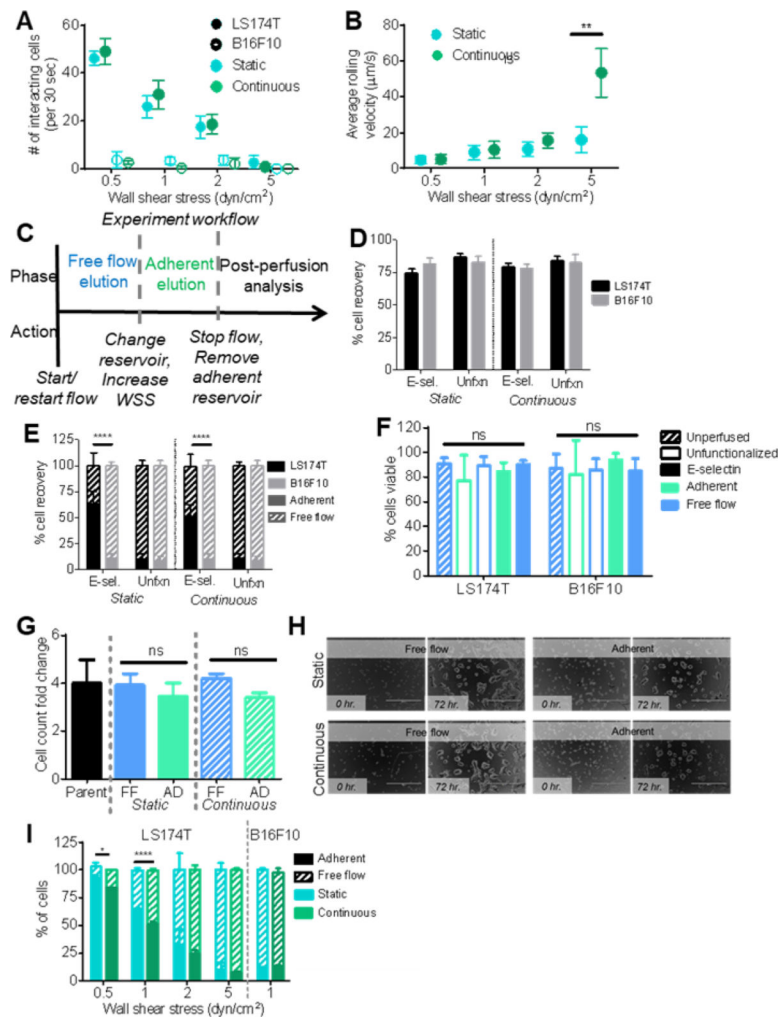 A
# of interacting cells
(per 30 sec)
60
40
20
0
0.5
1
2
5
Wall shear stress (dyn/cm²)
LS174T
B16F10
Static
Continuous
B
Average rolling
velocity (μm/s)
80
60
40
20
0
0.5
1
2
5
Wall shear stress (dyn/cm²)
Static
Continuous
**
C
Experiment workflow
Phase
Free flow
elution
Adherent
elution
Post-perfusion
analysis
Action
Start/
restart flow
Change
reservoir,
Increase
WSS
Stop flow,
Remove
adherent
reservoir
D
% cell recovery
100
75
50
25
0
E-sel.
Unfxn
E-sel.
Unfxn
Static
Continuous
LS174T
B16F10
E
% cell recovery
125
100
75
50
25
0
****
****
E-sel.
Unfxn
E-sel.
Unfxn
Static
Continuous
LS174T
B16F10
Adherent
Free flow
F
% cells viable
120
100
80
60
40
20
0
ns
ns
LS174T
B16F10
Unperfused
Unfunctionalized
E-selectin
Adherent
Free flow
G
Cell count fold change
6
4
2
0
ns
ns
Parent
FF
AD
FF
AD
Static
Continuous
H
Static
Free flow
Adherent
0 hr.
72 hr.
0 hr.
72 hr.
Continuous
Free flow
Adherent
0 hr.
72 hr.
0 hr.
72 hr.
I
LS174T
B16F10
% of cells
125
100
75
50
25
0
*
****
0.5
1
2
5
1
Wall shear stress (dyn/cm²)
Adherent
Free flow
Static
Continuous